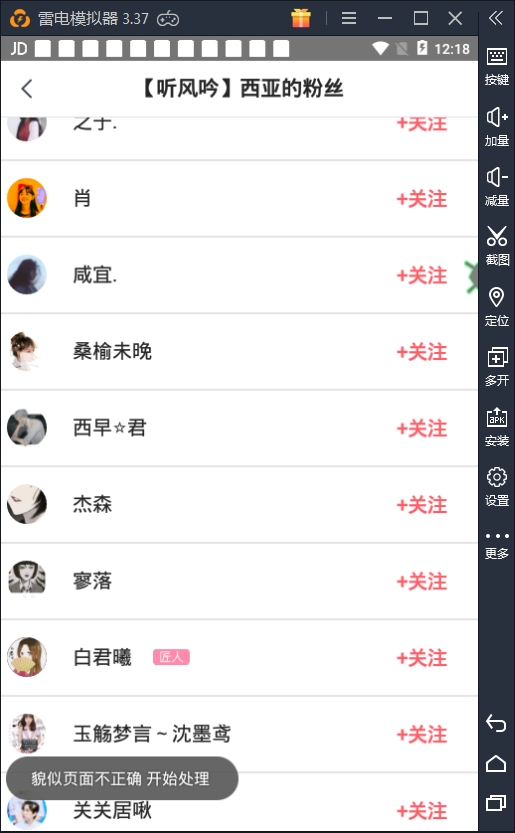 雷电模拟器 3.37
JD
12:18
【听风吟】西亚的粉丝
之子.
+关注
肖
+关注
咸宜.
+关注
桑榆未晚
+关注
西早☆君
+关注
杰森
+关注
寥落
+关注
白君曦 匠人
+关注
玉觞梦言~沈墨鸢
+关注
貌似页面不正确 开始处理
关关居啾
+关注
按键
加量
减量
截图
定位
多开
APK
安装
设置
更多